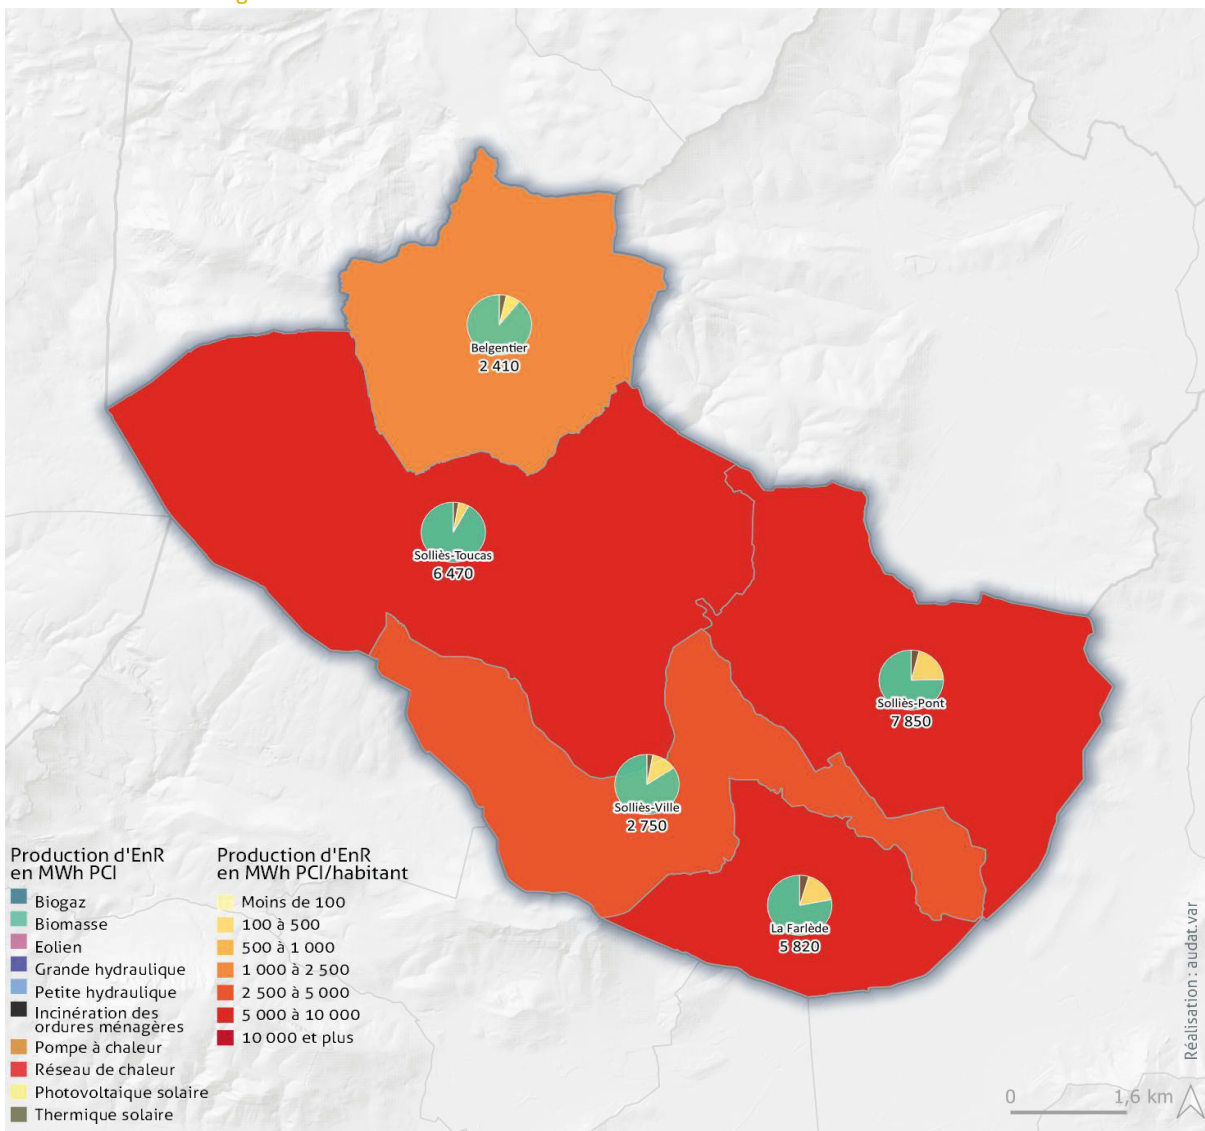 Belgentier
2 410
Solliès-Toucas
6 470
Solliès-Pont
7 850
Solliès-Ville
2 750
La Farlède
5 820
Production d'EnR
en MWh PCI
Biogaz
Biomasse
Eolien
Grande hydraulique
Petite hydraulique
Incinération des
ordures ménagères
Pompe à chaleur
Réseau de chaleur
Photovoltaique solaire
Thermique solaire
Production d'EnR
en MWh PCI/habitant
Moins de 100
100 à 500
500 à 1 000
1 000 à 2 500
2 500 à 5 000
5 000 à 10 000
10 000 et plus
Réalisation : audat.var
0 1,6 km